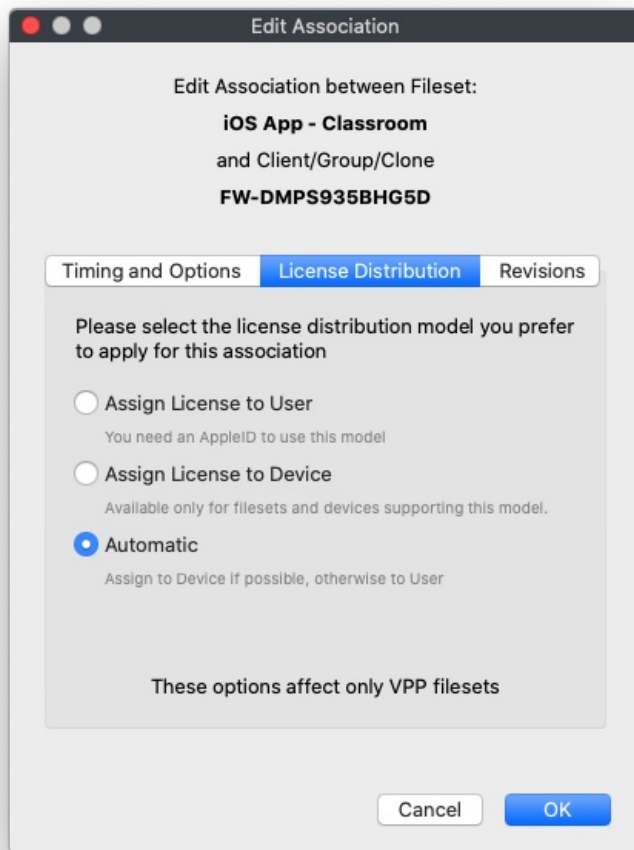 Edit Association
Edit Association between Fileset:
iOS App - Classroom
and Client/Group/Clone
FW-DMPS935BHG5D
Timing and Options
License Distribution
Revisions
Please select the license distribution model you prefer
to apply for this association
Assign License to User
You need an AppleID to use this model
Assign License to Device
Available only for filesets and devices supporting this model.
Automatic
Assign to Device if possible, otherwise to User
These options affect only VPP filesets
Cancel
OK